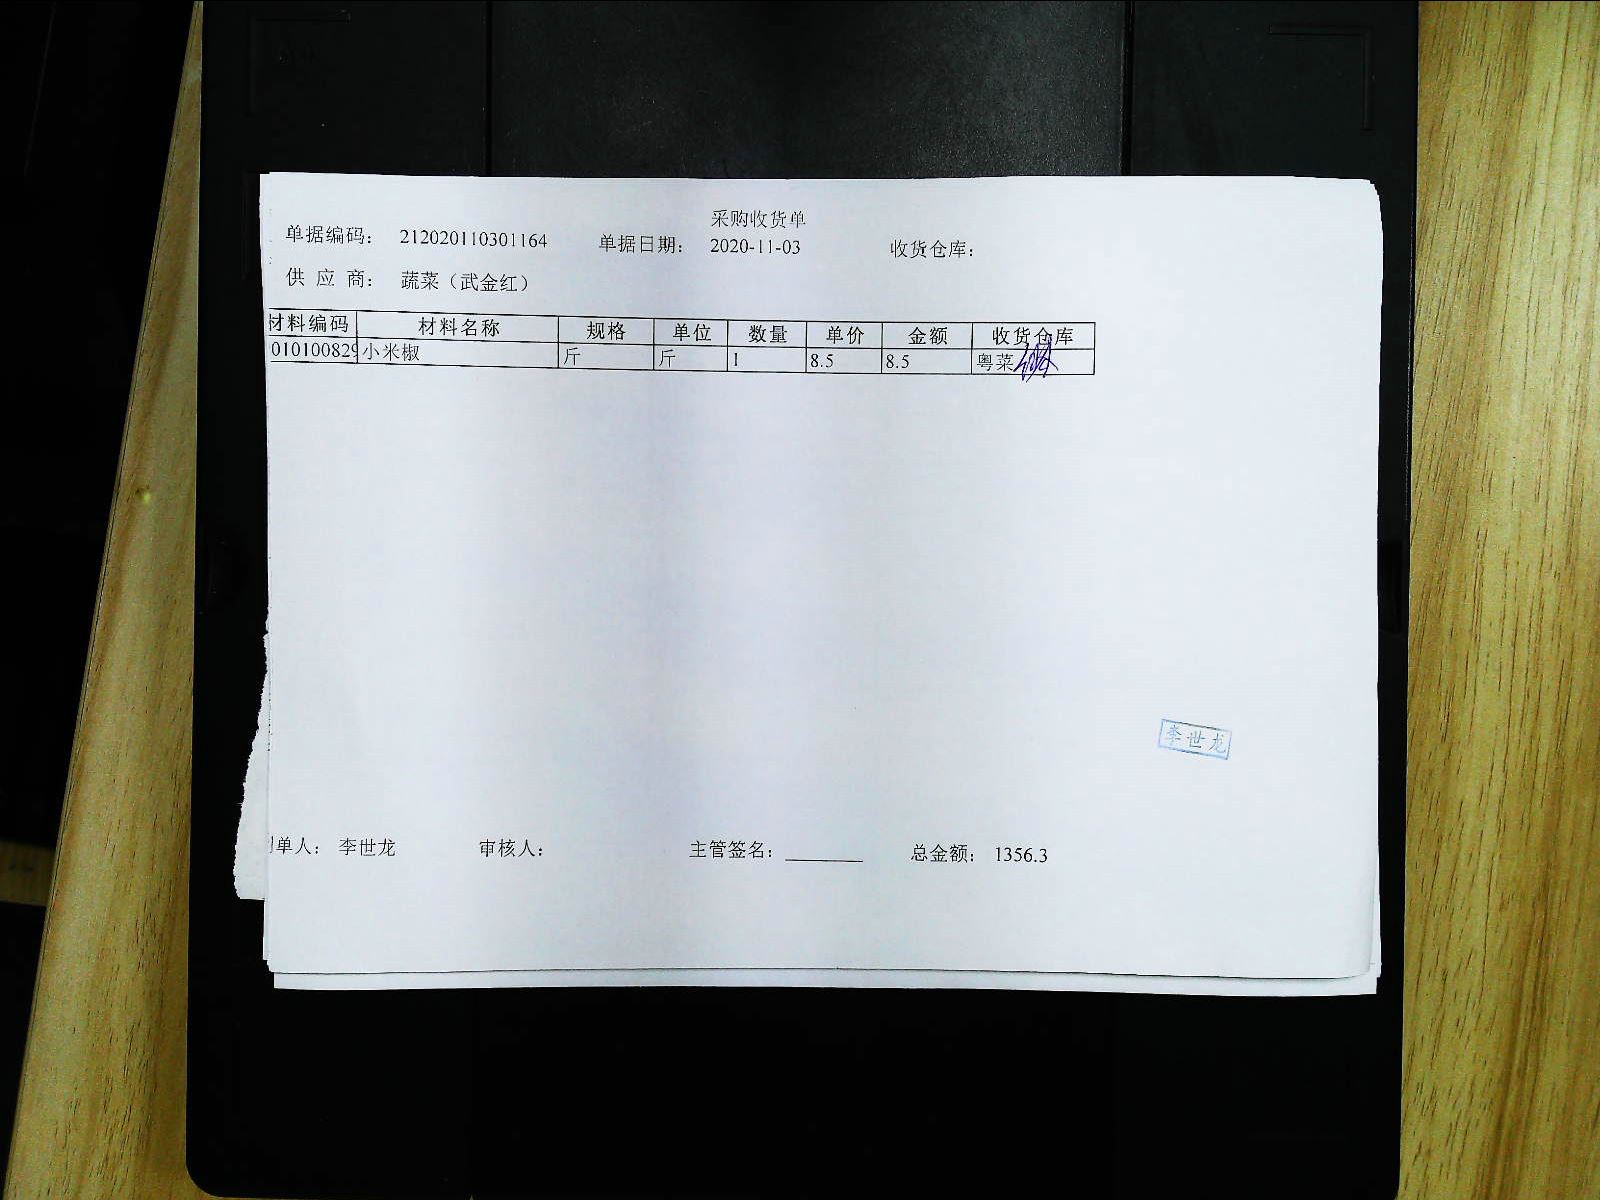 采购收货单
单据编码： 212020110301164 单据日期： 2020-11-03 收货仓库：
供 应 商： 蔬菜（武金红）
材料编码 材料名称 规格 单位 数量 单价 金额 收货仓库
010100829 小米椒 斤 斤 1 8.5 8.5 粤菜
李世龙
单人： 李世龙 审核人： 主管签名： 总金额： 1356.3